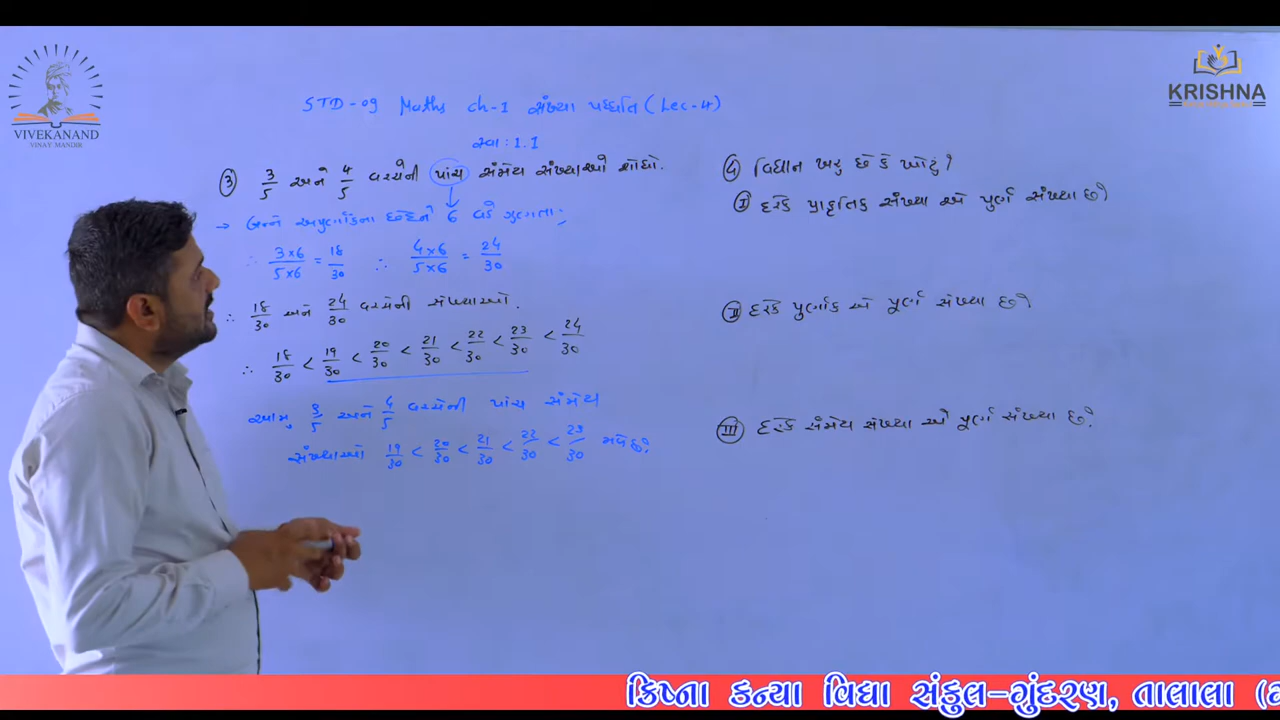 VIVEKANAND
VINAY MANDIR
KRISHNA
STD-09 Maths ch-1 સંખ્યા પધ્ધતિ (Lec-4)
સ્વા : 1.1
③ 3/5 અને 4/5 વચ્ચેની પાંચ સંમેય સંખ્યાઓ શોધો.
→ બન્ને અપુર્ણાંકના છેદને 6 વડે ગુણતા;
∴ 3×6/5×6 = 18/30 ∴ 4×6/5×6 = 24/30
∴ 18/30 અને 24/30 વચ્ચેની સંખ્યાઓ.
∴ 18/30 < 19/30 < 20/30 < 21/30 < 22/30 < 23/30 < 24/30
આમ, 3/5 અને 4/5 વચ્ચેની પાંચ સંમેય
સંખ્યાઓ 19/30 < 20/30 < 21/30 < 22/30 < 23/30 મળે છે.
④ વિધાન ખરુ છે કે ખોટું?
Ⅰ દરેક પ્રાકૃતિક સંખ્યા એ પુર્ણ સંખ્યા છે?
Ⅱ દરેક પુર્ણાંક એ પૂર્ણ સંખ્યા છે?
Ⅲ દરેક સંમેય સંખ્યા એ પૂર્ણ સંખ્યા છે?
ક્રિષ્ના કન્યા વિદ્યા સંકુલ-ગુંદરણ, તાલાલા